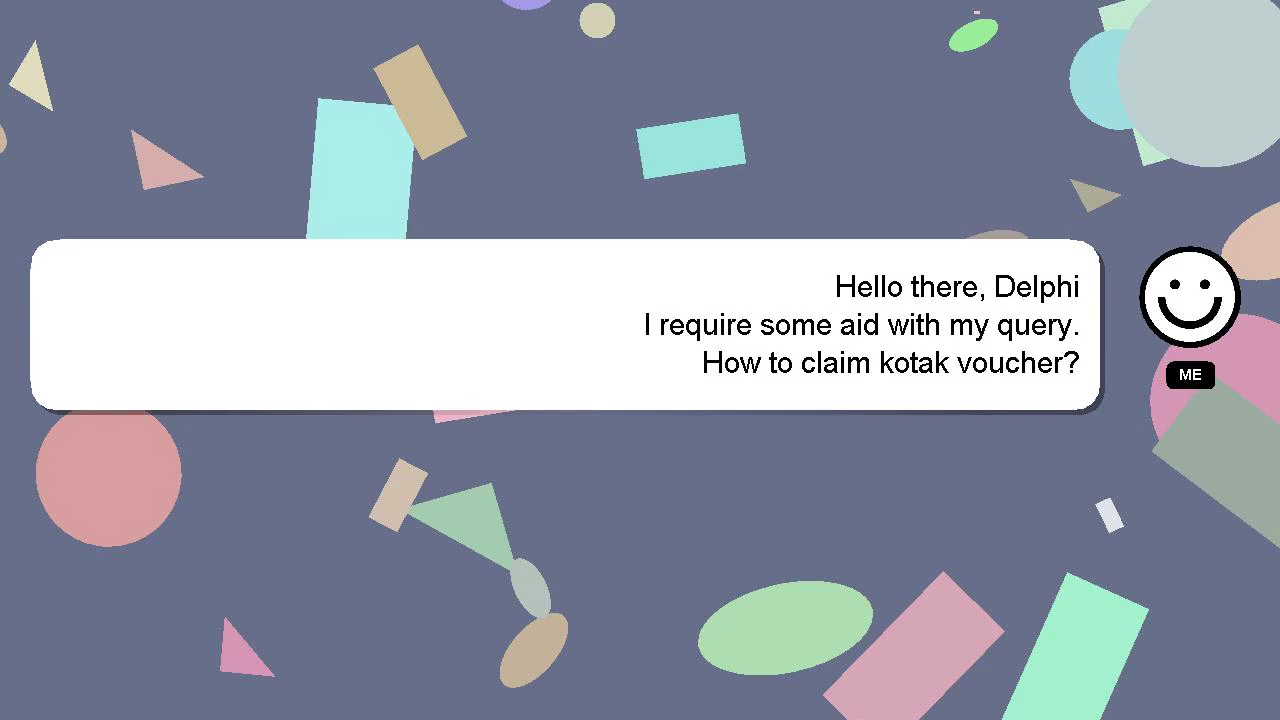 Hello there, Delphi
I require some aid with my query.
How to claim kotak voucher?
ME